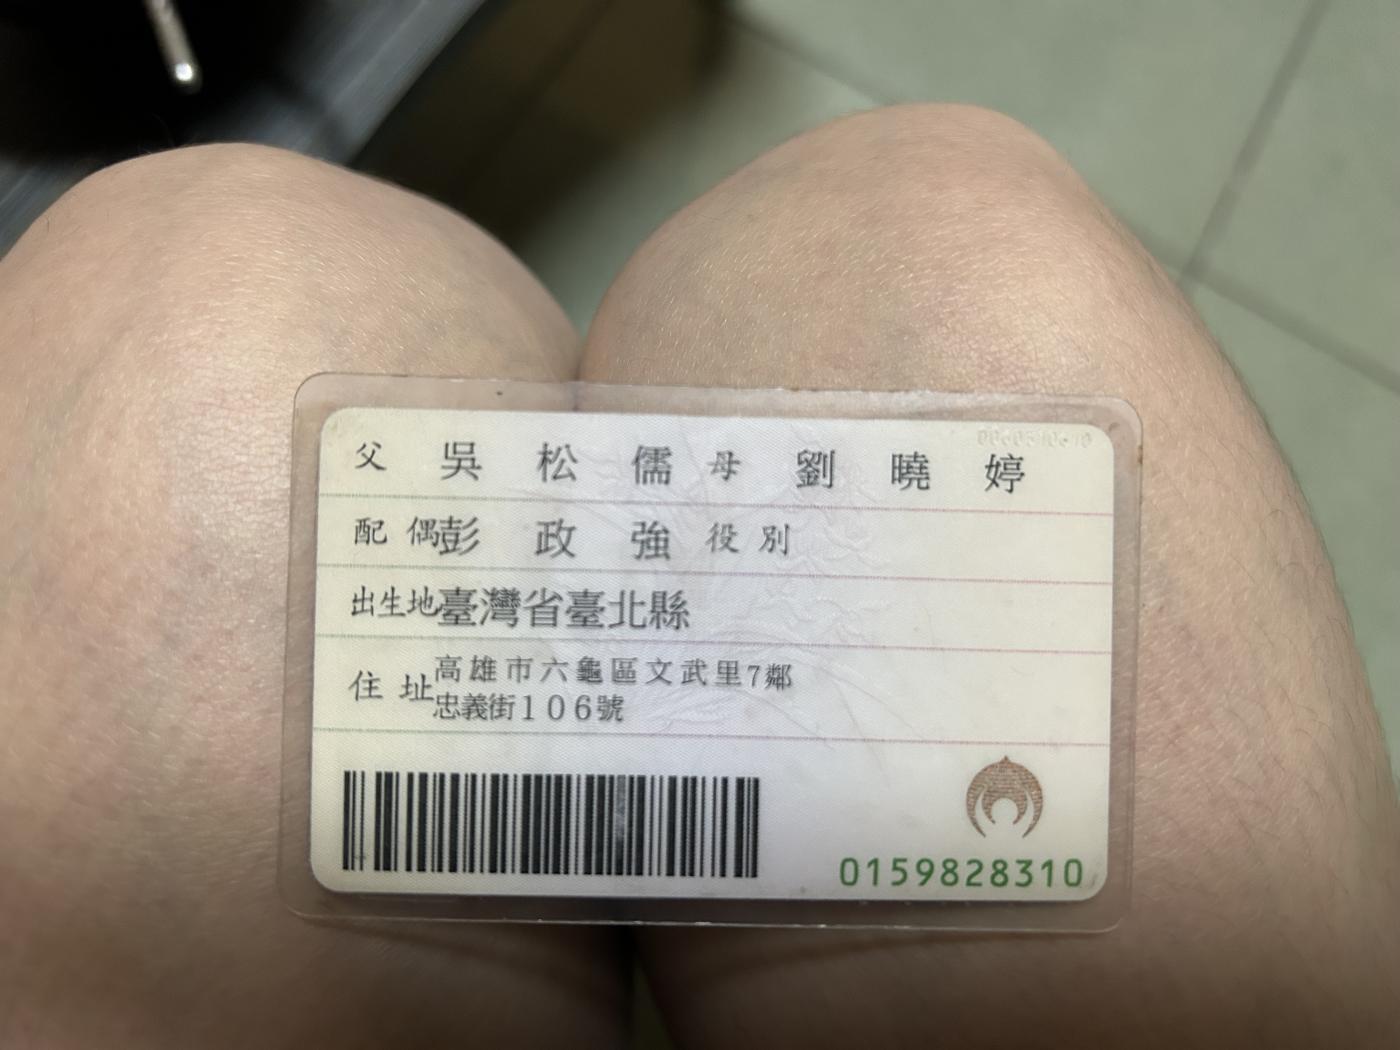 父 吳松儒 母 劉曉婷
配偶 彭政強 役別
出生地 臺灣省臺北縣
住址 高雄市六龜區文武里7鄰
忠義街106號
0159828310